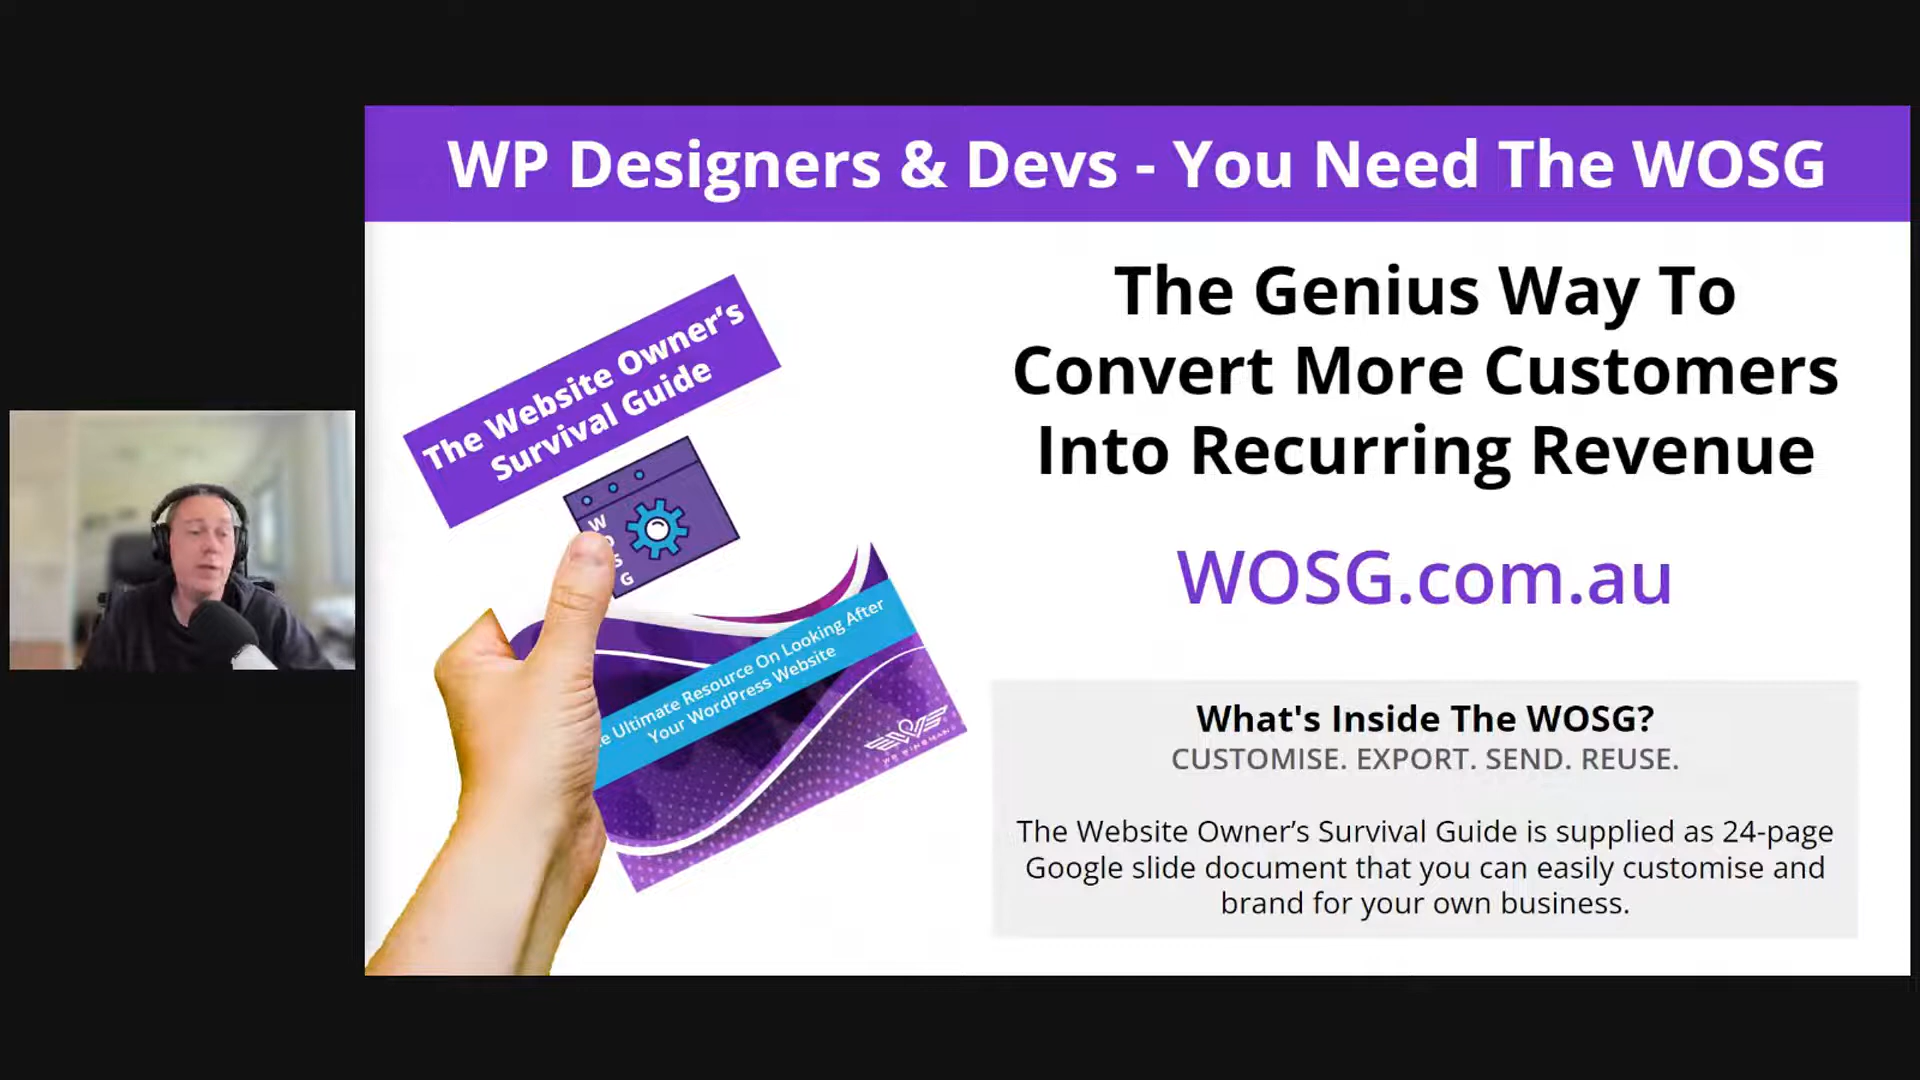 WP Designers & Devs - You Need The WOSG
The Website Owner's
Survival Guide
W
S
G
Ultimate Resource On Looking After
Your WordPress Website
The Genius Way To
Convert More Customers
Into Recurring Revenue
WOSG.com.au
What's Inside The WOSG?
CUSTOMISE. EXPORT. SEND. REUSE.
The Website Owner’s Survival Guide is supplied as 24-page
Google slide document that you can easily customise and
brand for your own business.